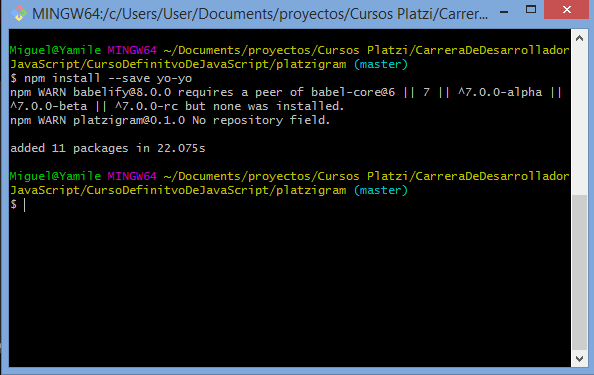 MINGW64:/c/Users/User/Documents/proyectos/Cursos Platzi/Carrer...
Miguel@Yamile MINGW64 ~/Documents/proyectos/Cursos Platzi/CarreraDeDesarrollador
JavaScript/CursoDefinitvoDeJavaScript/platzigram (master)
$ npm install --save yo-yo
npm WARN babelify@8.0.0 requires a peer of babel-core@6 || 7 || ^7.0.0-alpha ||
^7.0.0-beta || ^7.0.0-rc but none was installed.
npm WARN platzigram@0.1.0 No repository field.
added 11 packages in 22.075s
Miguel@Yamile MINGW64 ~/Documents/proyectos/Cursos Platzi/CarreraDeDesarrollador
JavaScript/CursoDefinitvoDeJavaScript/platzigram (master)
$